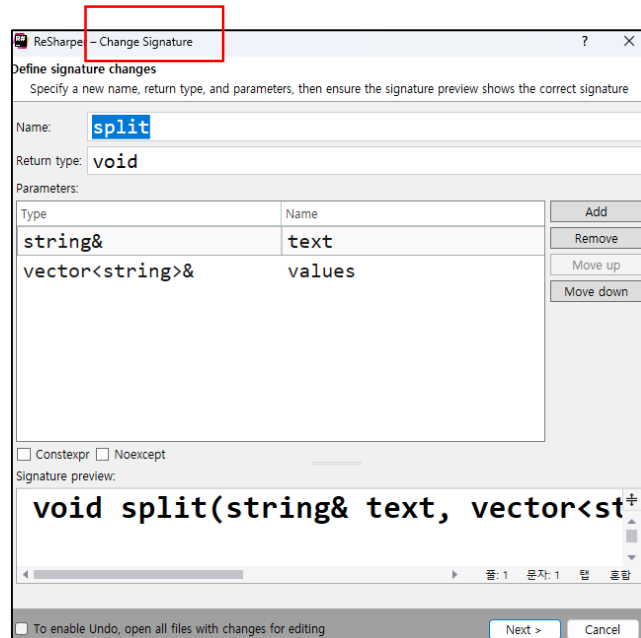 ReSharper – Change Signature
Define signature changes
Specify a new name, return type, and parameters, then ensure the signature preview shows the correct signature
Name: split
Return type: void
Parameters:
Type Name
string& text
vector<string>& values
Add
Remove
Move up
Move down
Constexpr Noexcept
Signature preview:
void split(string& text, vector<st
줄: 1 문자: 1 탭 혼합
To enable Undo, open all files with changes for editing
Next > Cancel